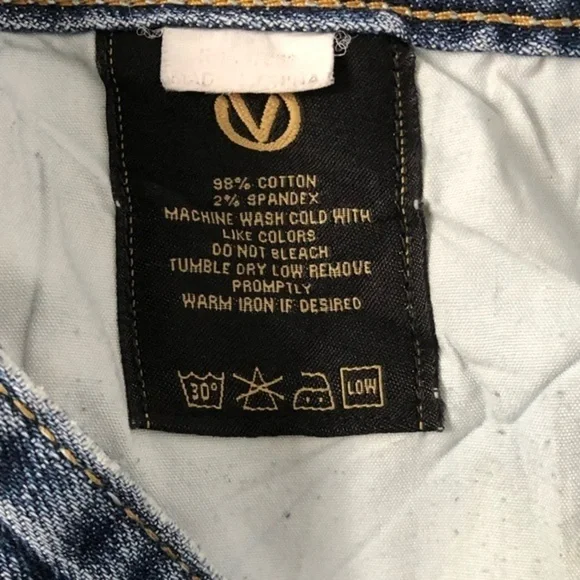 V
98% COTTON
2% SPANDEX
MACHINE WASH COLD WITH
LIKE COLORS
DO NOT BLEACH
TUMBLE DRY LOW REMOVE
PROMPTLY
WARM IRON IF DESIRED
30° LOW